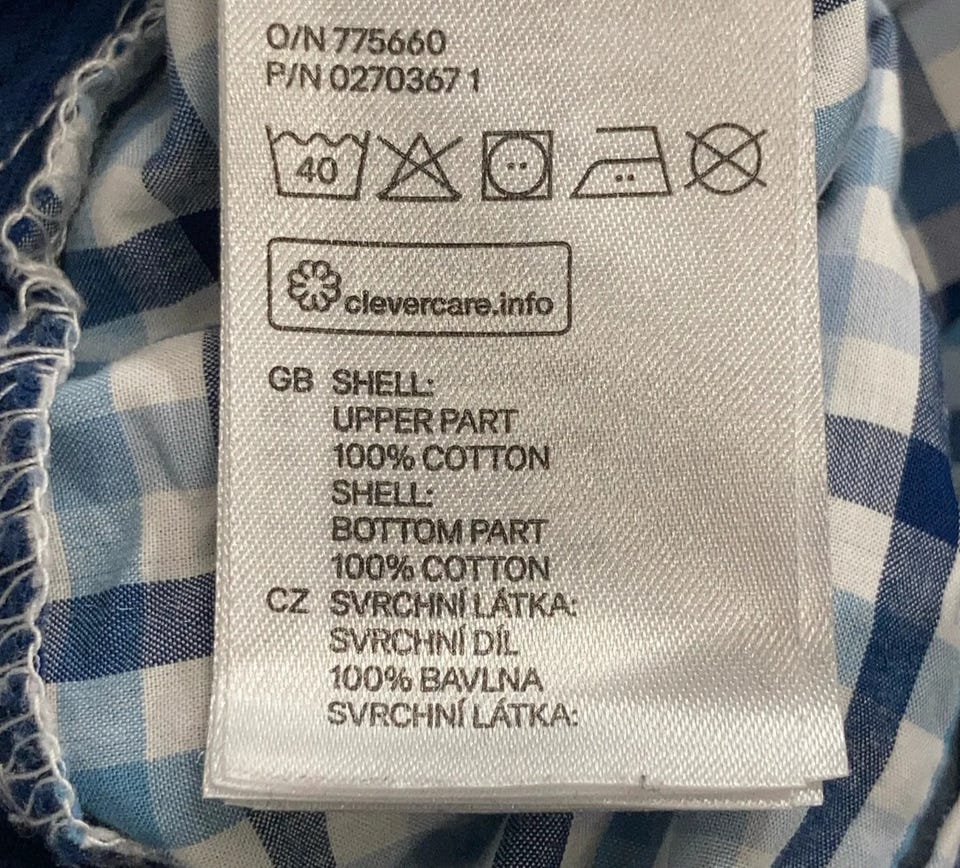 O/N 775660
P/N 02703671
40
clevercare.info
GB SHELL:
UPPER PART
100% COTTON
SHELL:
BOTTOM PART
100% COTTON
CZ SVRCHNÍ LÁTKA:
SVRCHNÍ DÍL
100% BAVLNA
SVRCHNÍ LÁTKA: